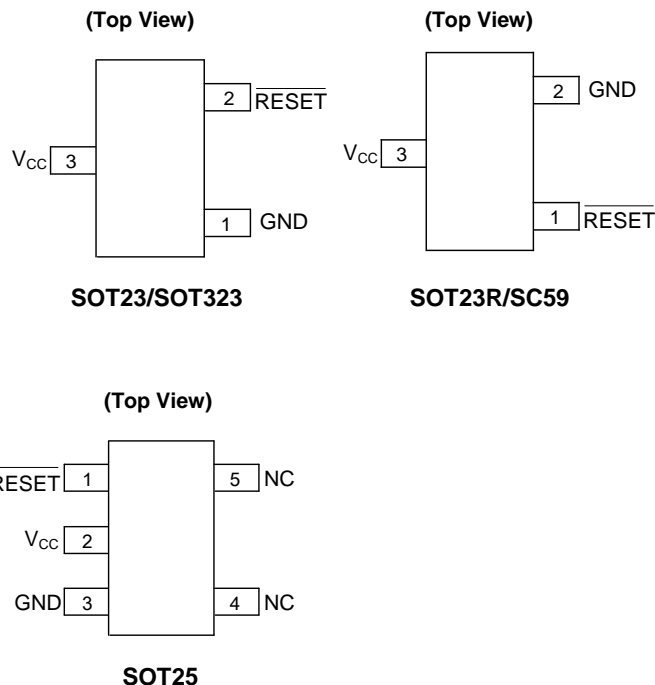 (Top View)
2 RESET
VCC 3
1 GND
SOT23/SOT323
(Top View)
2 GND
VCC 3
1 RESET
SOT23R/SC59
(Top View)
RESET 1
5 NC
VCC 2
GND 3
4 NC
SOT25